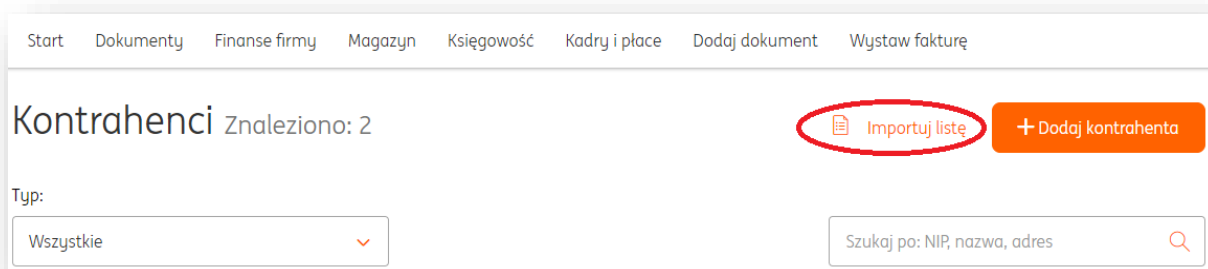 Start Dokumenty Finanse firmy Magazyn Księgowość Kadry i płace Dodaj dokument Wystaw fakturę
Kontrahenci Znaleziono: 2 Importuj listę + Dodaj kontrahenta
Typ:
Wszystkie Szukaj po: NIP, nazwa, adres